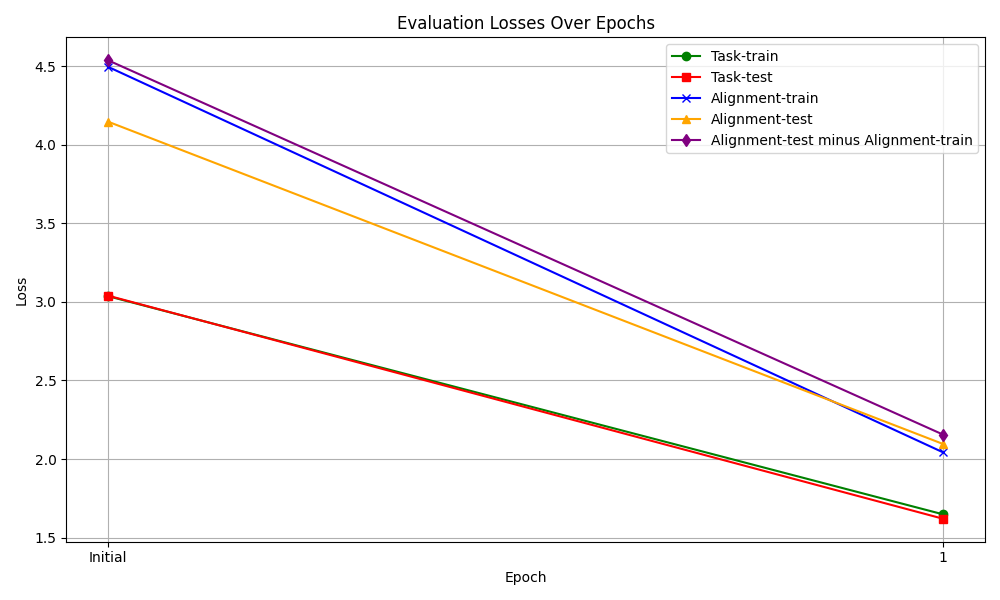 Evaluation Losses Over Epochs
Task-train
Task-test
Alignment-train
Alignment-test
Alignment-test minus Alignment-train
4.5
4.0
3.5
3.0
2.5
2.0
1.5
Loss
Initial
1
Epoch